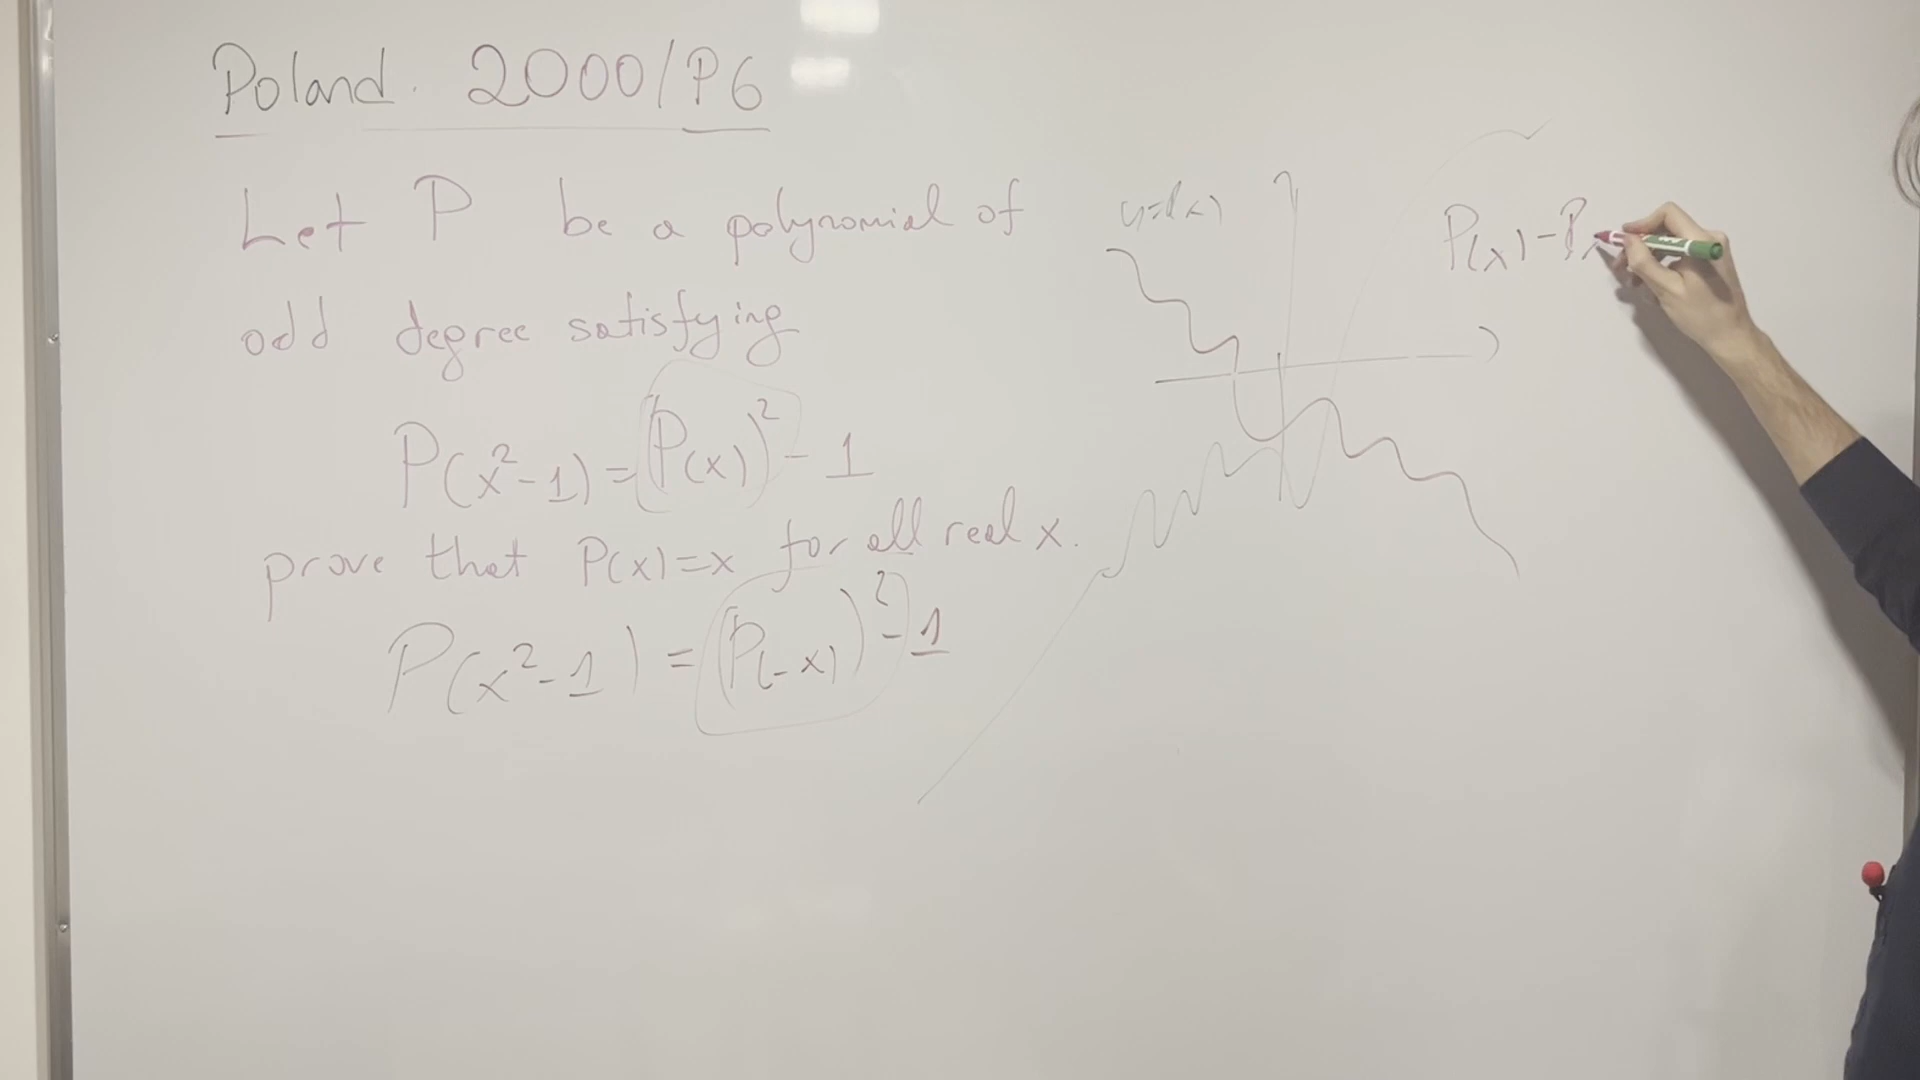 Poland. 2000/P6
Let P be a polynomial of
odd degree satisfying
P(x²-1)=(P(x))²-1
prove that P(x)=x for all real x.
P(x²-1) = (P(-x))²-1
P(x)-P